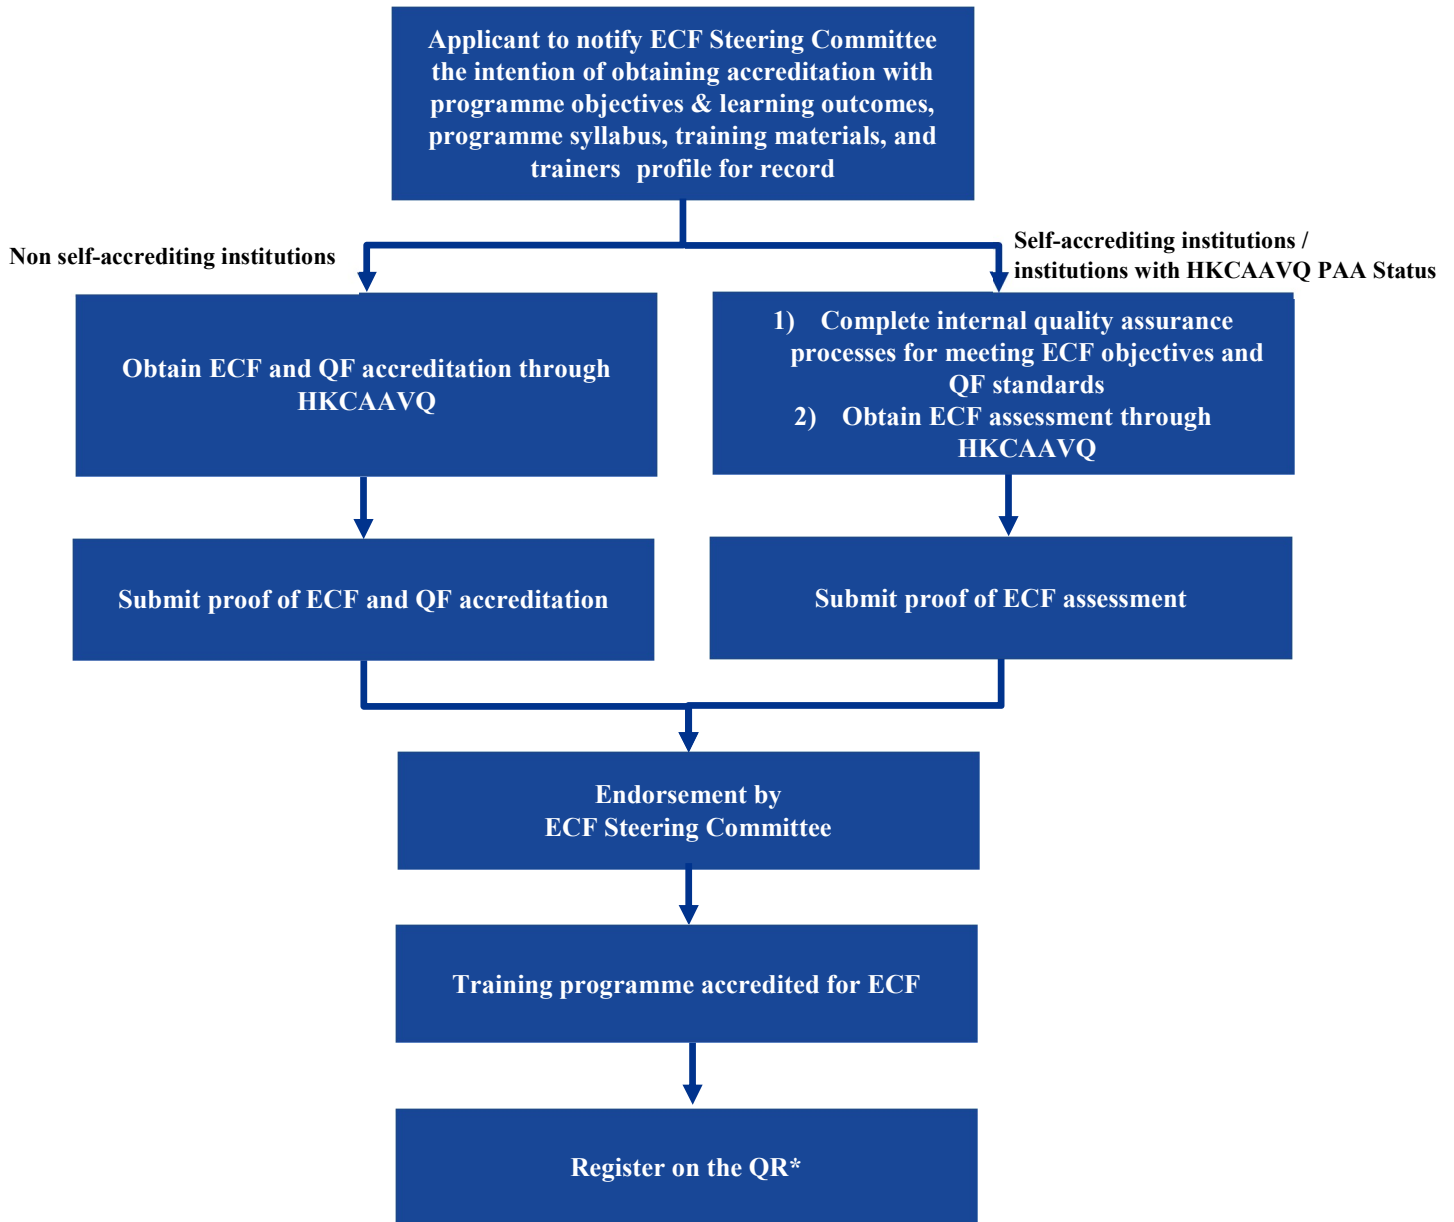 Applicant to notify ECF Steering Committee
the intention of obtaining accreditation with
programme objectives & learning outcomes,
programme syllabus, training materials, and
trainers profile for record
Non self-accrediting institutions
Self-accrediting institutions /
institutions with HKCAAVQ PAA Status
Obtain ECF and QF accreditation through
HKCAAVQ
1) Complete internal quality assurance
processes for meeting ECF objectives and
QF standards
2) Obtain ECF assessment through
HKCAAVQ
Submit proof of ECF and QF accreditation
Submit proof of ECF assessment
Endorsement by
ECF Steering Committee
Training programme accredited for ECF
Register on the QR*